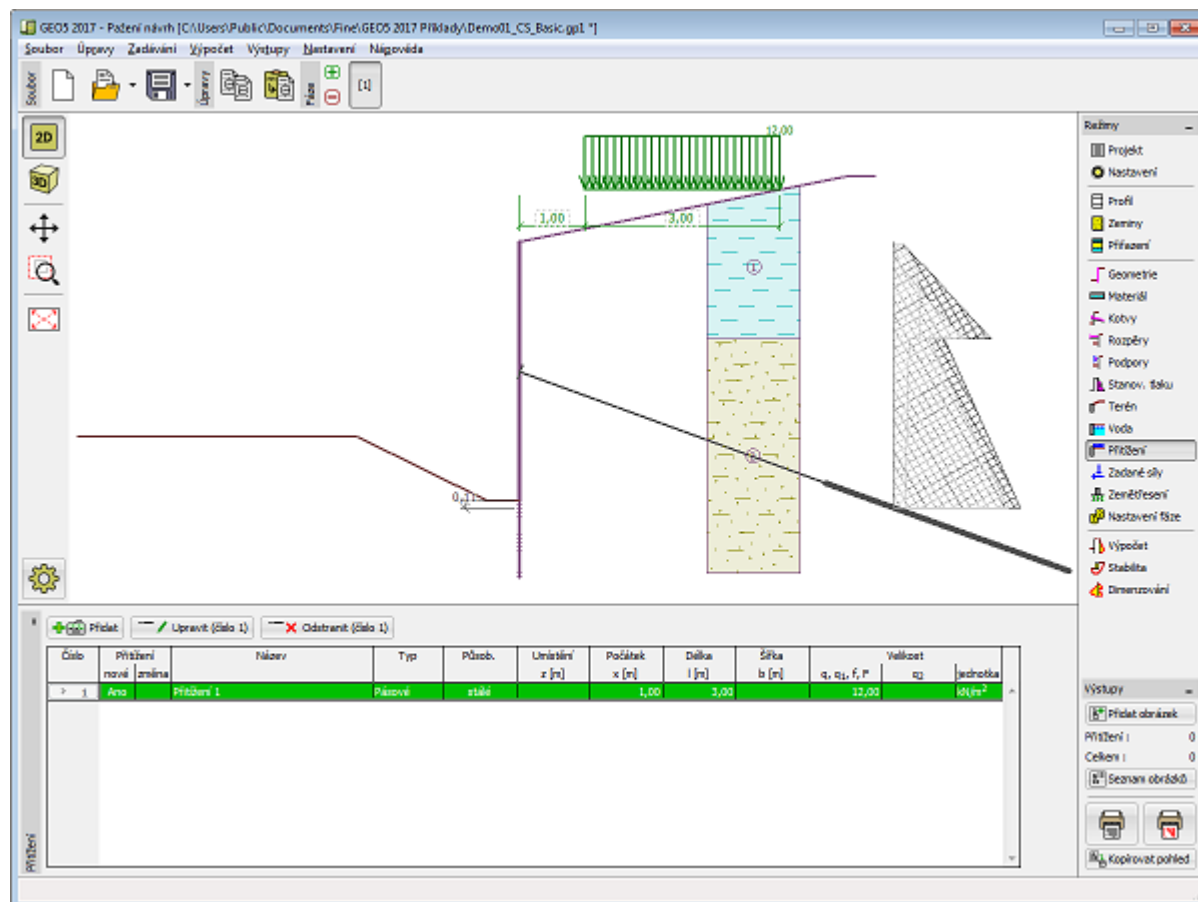 GEO5 2017 - Pažení návrh [C:\Users\Public\Documents\Fine\GEO5 2017 Příklady\Demo01_CS_Basic.gp1 *]
Soubor Úpravy Zadávání Výpočet Výstupy Nastavení Nápověda
Soubor
Úpravy
Fáze
[1]
2D
3D
12,00
1,00
3,00
1
2
Režimy
Projekt
Nastavení
Profil
Zeminy
Přiřazení
Geometrie
Materiál
Kotvy
Rozpěry
Podpory
Stanov. tlaku
Terén
Voda
Přitížení
Zadané síly
Zemětřesení
Nastavení fáze
Výpočet
Stabilita
Dimenzování
Přidat
Upravit (číslo 1)
Odstranit (číslo 1)
Číslo Přitížení Název Typ Působ. Umístění Počátek Délka Šířka Velikost
nové změna z [m] x [m] l [m] b [m] q, q1, f, F q2 jednotka
> 1 Ano Přitížení 1 Pásové stálé 1,00 3,00 12,00 kN/m²
Přitížení
Výstupy
Přidat obrázek
Přitížení : 0
Celkem : 0
Seznam obrázků
Kopírovat pohled